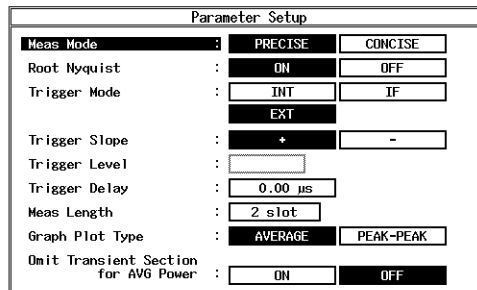 Parameter Setup
Meas Mode : PRECISE CONCISE
Root Nyquist : ON OFF
Trigger Mode : INT IF
EXT
Trigger Slope : + -
Trigger Level :
Trigger Delay : 0.00 µs
Meas Length : 2 slot
Graph Plot Type : AVERAGE PEAK-PEAK
Omit Transient Section
for AVG Power : ON OFF